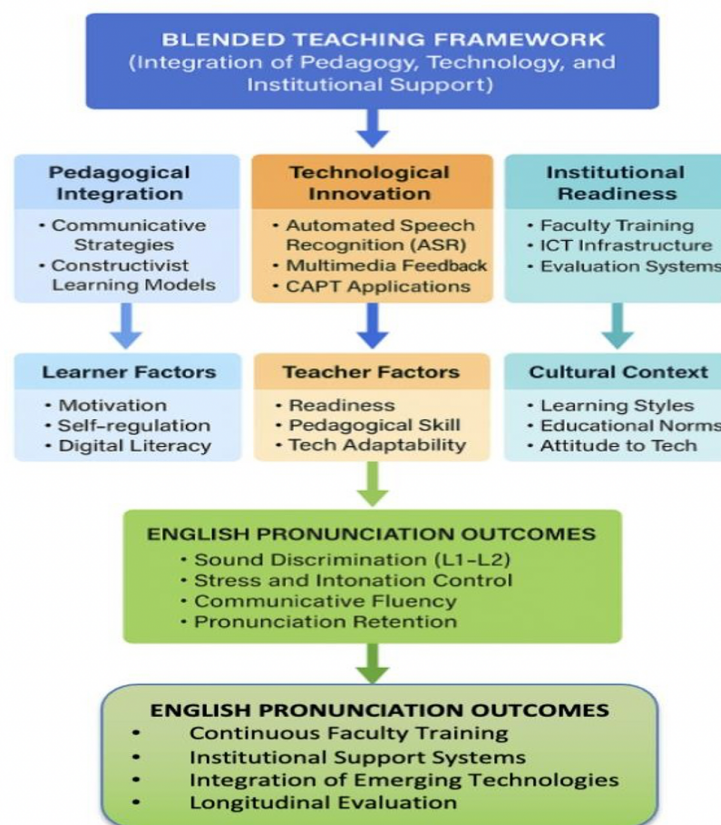 BLENDED TEACHING FRAMEWORK
(Integration of Pedagogy, Technology, and
Institutional Support)
Pedagogical
Integration
• Communicative
Strategies
• Constructivist
Learning Models
Technological
Innovation
• Automated Speech
Recognition (ASR)
• Multimedia Feedback
• CAPT Applications
Institutional
Readiness
• Faculty Training
• ICT Infrastructure
• Evaluation Systems
Learner Factors
• Motivation
• Self-regulation
• Digital Literacy
Teacher Factors
• Readiness
• Pedagogical Skill
• Tech Adaptability
Cultural Context
• Learning Styles
• Educational Norms
• Attitude to Tech
ENGLISH PRONUNCIATION OUTCOMES
• Sound Discrimination (L1-L2)
• Stress and Intonation Control
• Communicative Fluency
• Pronunciation Retention
ENGLISH PRONUNCIATION OUTCOMES
• Continuous Faculty Training
• Institutional Support Systems
• Integration of Emerging Technologies
• Longitudinal Evaluation